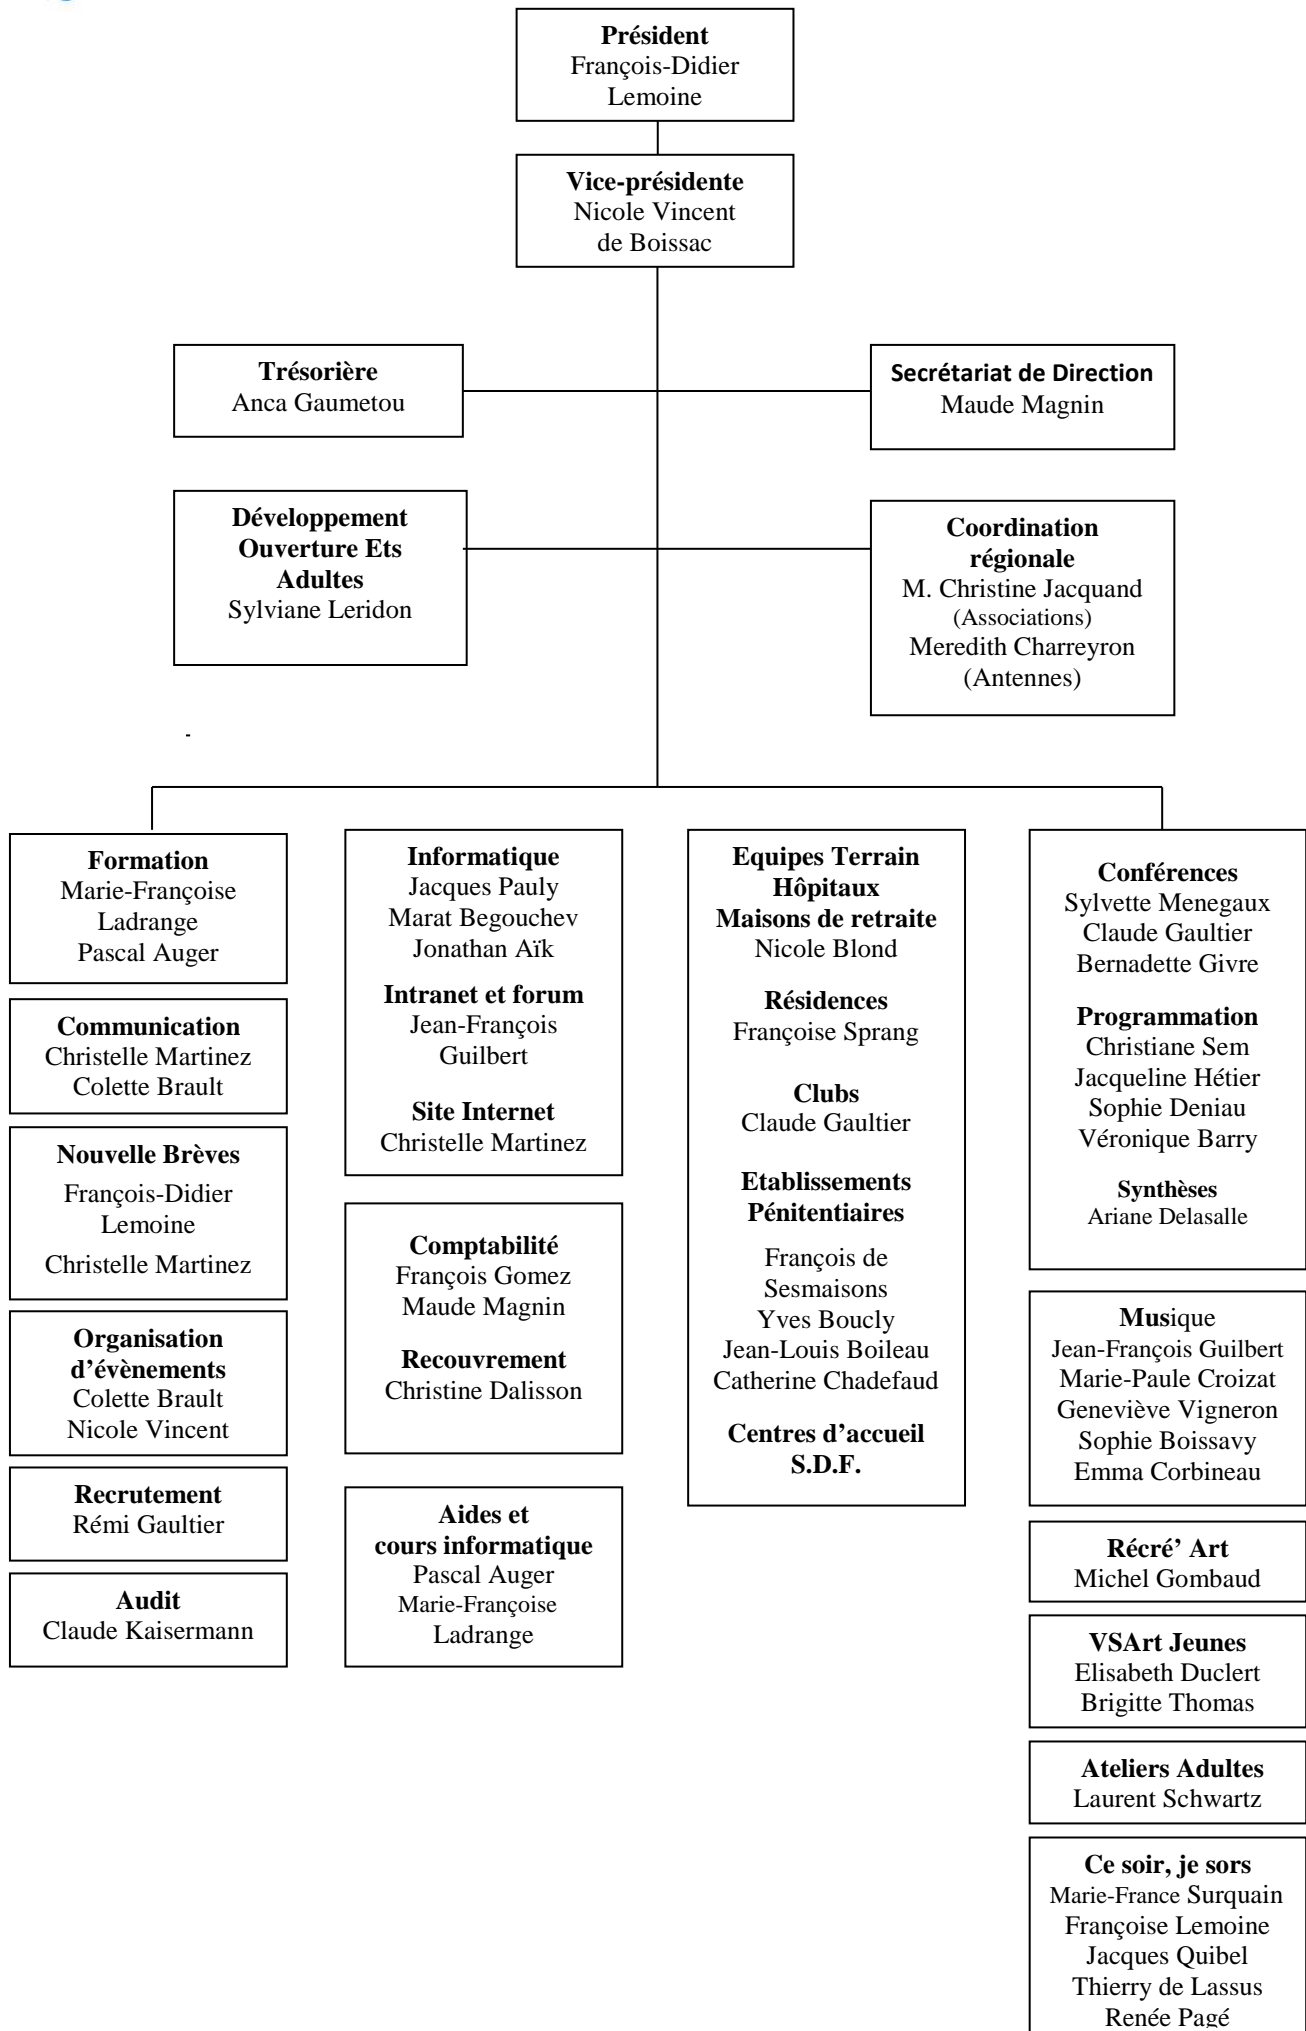 Président
François-Didier
Lemoine
Vice-présidente
Nicole Vincent
de Boissac
Trésorière
Anca Gaumetou
Secrétariat de Direction
Maude Magnin
Développement
Ouverture Ets
Adultes
Sylviane Leridon
Coordination
régionale
M. Christine Jacquand
(Associations)
Meredith Charreyron
(Antennes)
-
Formation
Marie-Françoise
Ladrange
Pascal Auger
Communication
Christelle Martinez
Colette Brault
Nouvelle Brèves
François-Didier
Lemoine
Christelle Martinez
Organisation
d’évènements
Colette Brault
Nicole Vincent
Recrutement
Rémi Gaultier
Audit
Claude Kaisermann
Informatique
Jacques Pauly
Marat Begouchev
Jonathan Aïk
Intranet et forum
Jean-François
Guilbert
Site Internet
Christelle Martinez
Comptabilité
François Gomez
Maude Magnin
Recouvrement
Christine Dalisson
Aides et
cours informatique
Pascal Auger
Marie-Françoise
Ladrange
Equipes Terrain
Hôpitaux
Maisons de retraite
Nicole Blond
Résidences
Françoise Sprang
Clubs
Claude Gaultier
Etablissements
Pénitentiaires
François de
Sesmaisons
Yves Boucly
Jean-Louis Boileau
Catherine Chadefaud
Centres d’accueil
S.D.F.
Conférences
Sylvette Menegaux
Claude Gaultier
Bernadette Givre
Programmation
Christiane Sem
Jacqueline Hétier
Sophie Deniau
Véronique Barry
Synthèses
Ariane Delasalle
Musique
Jean-François Guilbert
Marie-Paule Croizat
Geneviève Vigneron
Sophie Boissavy
Emma Corbineau
Récré’ Art
Michel Gombaud
VSArt Jeunes
Elisabeth Duclert
Brigitte Thomas
Ateliers Adultes
Laurent Schwartz
Ce soir, je sors
Marie-France Surquain
Françoise Lemoine
Jacques Quibel
Thierry de Lassus
Renée Pagé